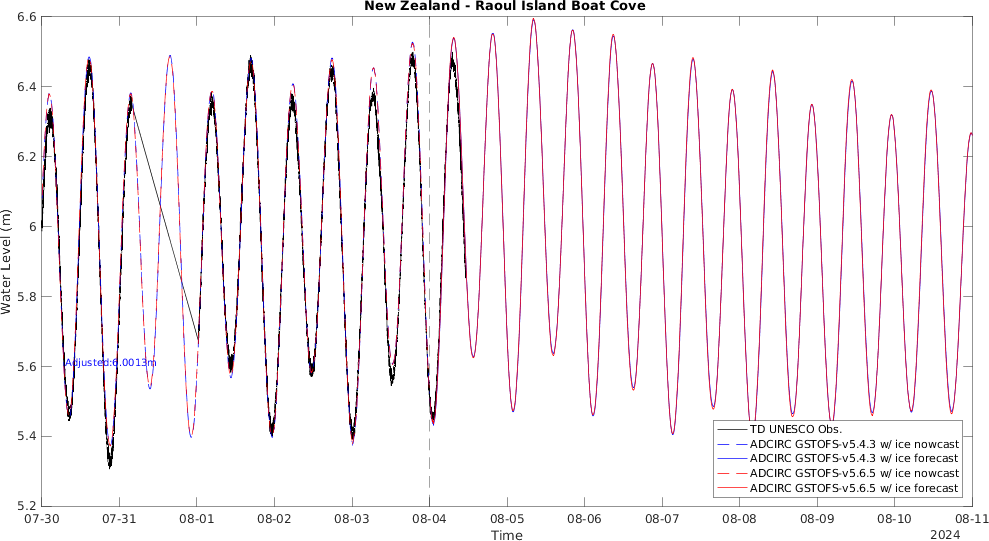 New Zealand - Raoul Island Boat Cove
6.6
6.4
6.2
6
5.8
5.6
5.4
5.2
Water Level (m)
Adjusted:6.0013m
TD UNESCO Obs.
ADCIRC GSTOFS-v5.4.3 w/ ice nowcast
ADCIRC GSTOFS-v5.4.3 w/ ice forecast
ADCIRC GSTOFS-v5.6.5 w/ ice nowcast
ADCIRC GSTOFS-v5.6.5 w/ ice forecast
07-30 07-31 08-01 08-02 08-03 08-04 08-05 08-06 08-07 08-08 08-09 08-10 08-11
Time
2024